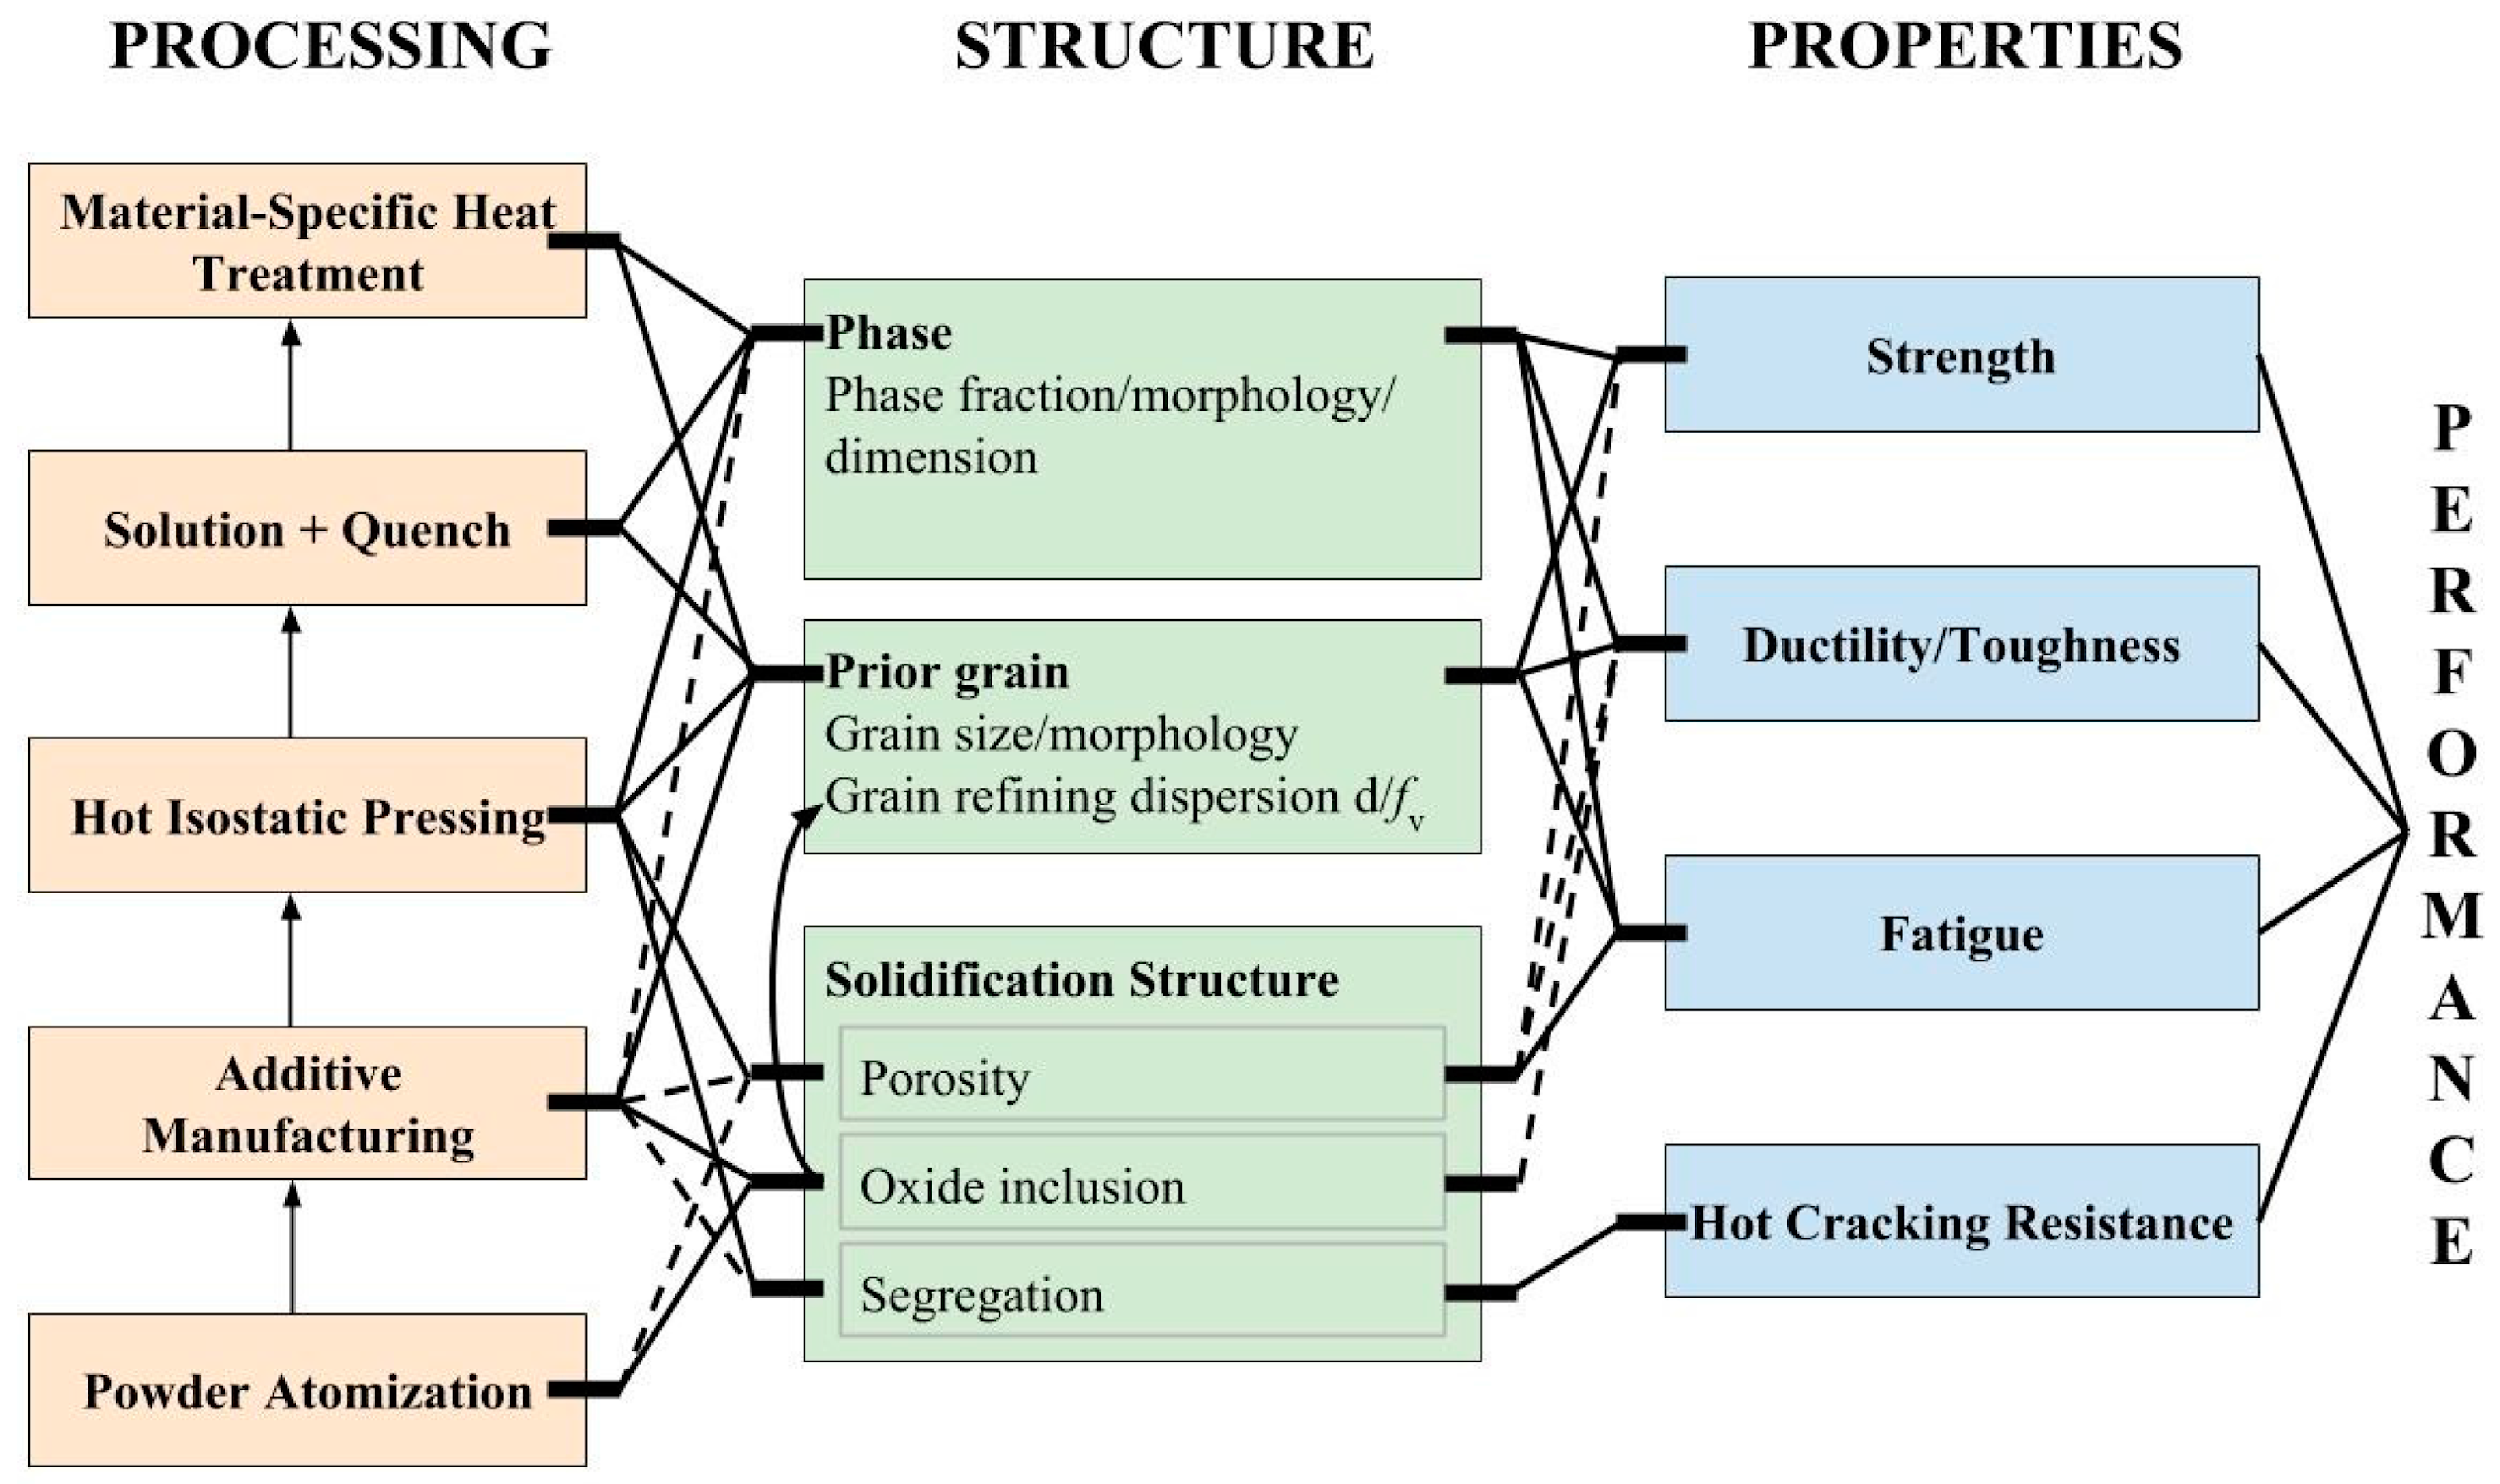 PROCESSING
STRUCTURE
PROPERTIES
Material-Specific Heat
Treatment
Solution + Quench
Hot Isostatic Pressing
Additive
Manufacturing
Powder Atomization
Phase
Phase fraction/morphology/
dimension
Prior grain
Grain size/morphology
Grain refining dispersion d/fv
Solidification Structure
Porosity
Oxide inclusion
Segregation
Strength
Ductility/Toughness
Fatigue
Hot Cracking Resistance
PERFORMANCE